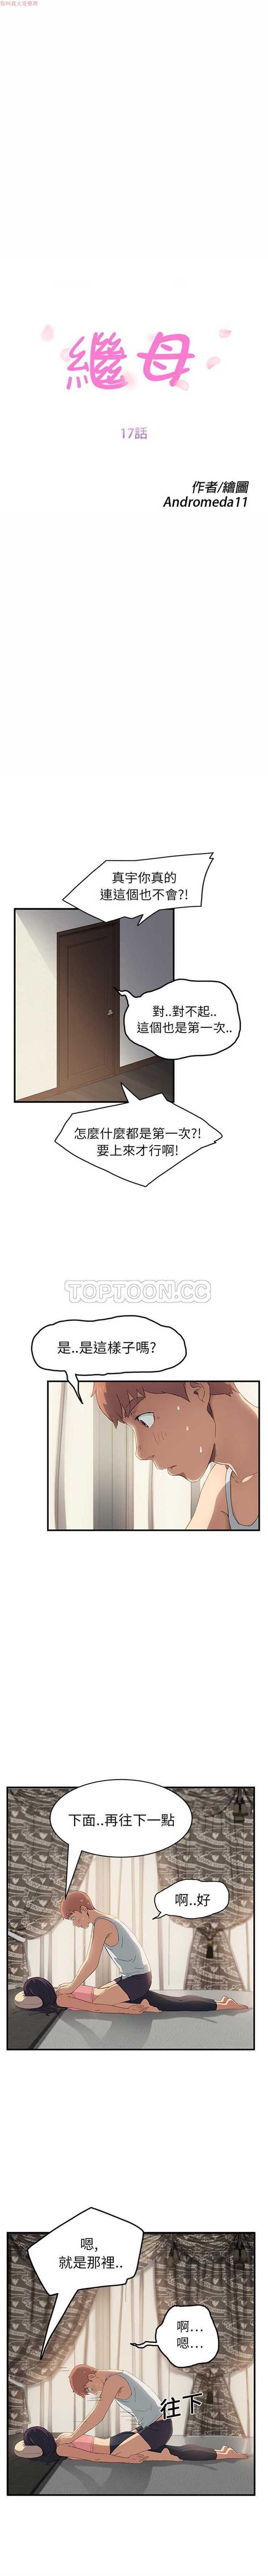 繼母
17話
作者/繪圖
Andromeda11
真宇你真的
連這個也不會?!
對..對不起..
這個也是第一次..
怎麼什麼都是第一次?!
要上來才行啊!
TOPTOON.CC
是..是這樣子嗎?
下面..再往下一點
啊..好
嗯,
就是那裡..
啊...
嗯...
往下